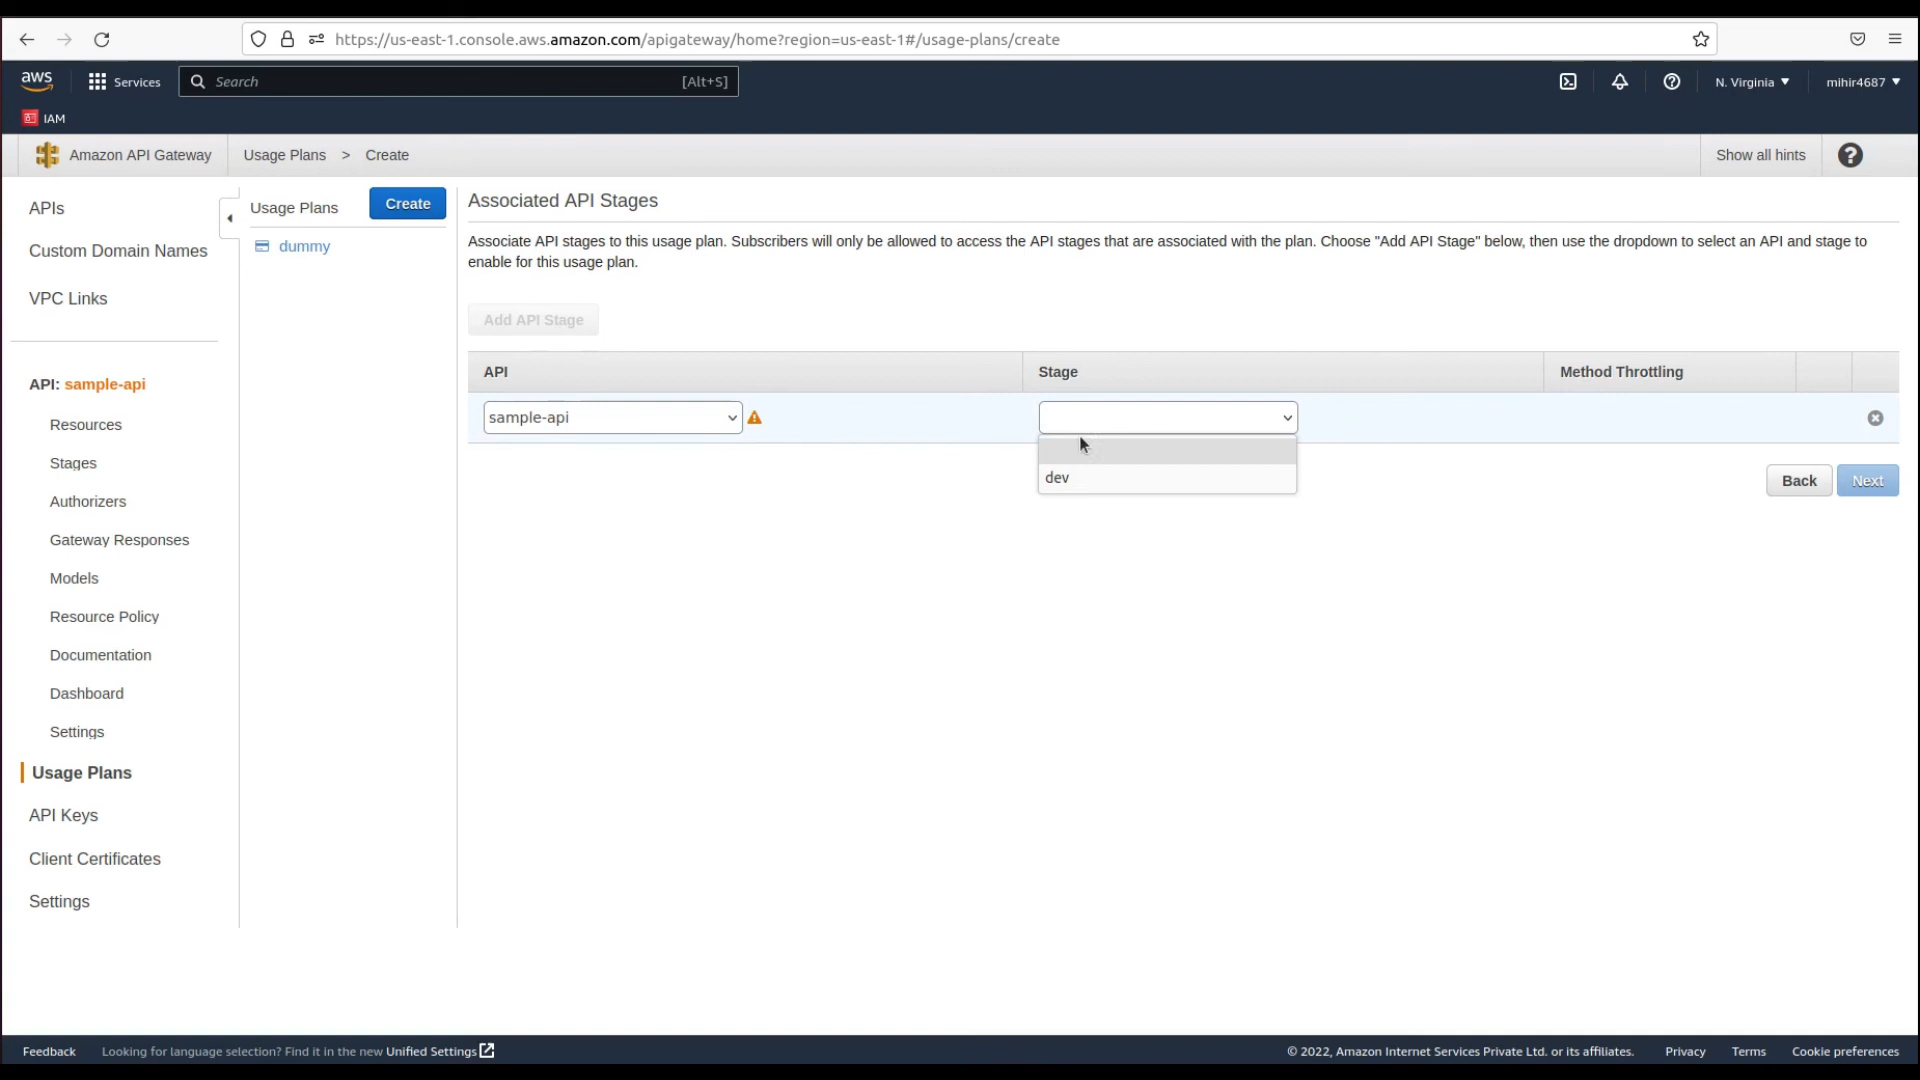 https://us-east-1.console.aws.amazon.com/apigateway/home?region=us-east-1#/usage-plans/create
aws
Services
Search
[Alt+S]
N. Virginia
mihir4687
IAM
Amazon API Gateway
Usage Plans > Create
Show all hints
APIs
Custom Domain Names
VPC Links
API: sample-api
Resources
Stages
Authorizers
Gateway Responses
Models
Resource Policy
Documentation
Dashboard
Settings
Usage Plans
API Keys
Client Certificates
Settings
Usage Plans
Create
dummy
Associated API Stages
Associate API stages to this usage plan. Subscribers will only be allowed to access the API stages that are associated with the plan. Choose "Add API Stage" below, then use the dropdown to select an API and stage to
enable for this usage plan.
Add API Stage
API
Stage
Method Throttling
sample-api
dev
Back
Next
Feedback
Looking for language selection? Find it in the new Unified Settings
© 2022, Amazon Internet Services Private Ltd. or its affiliates.
Privacy
Terms
Cookie preferences